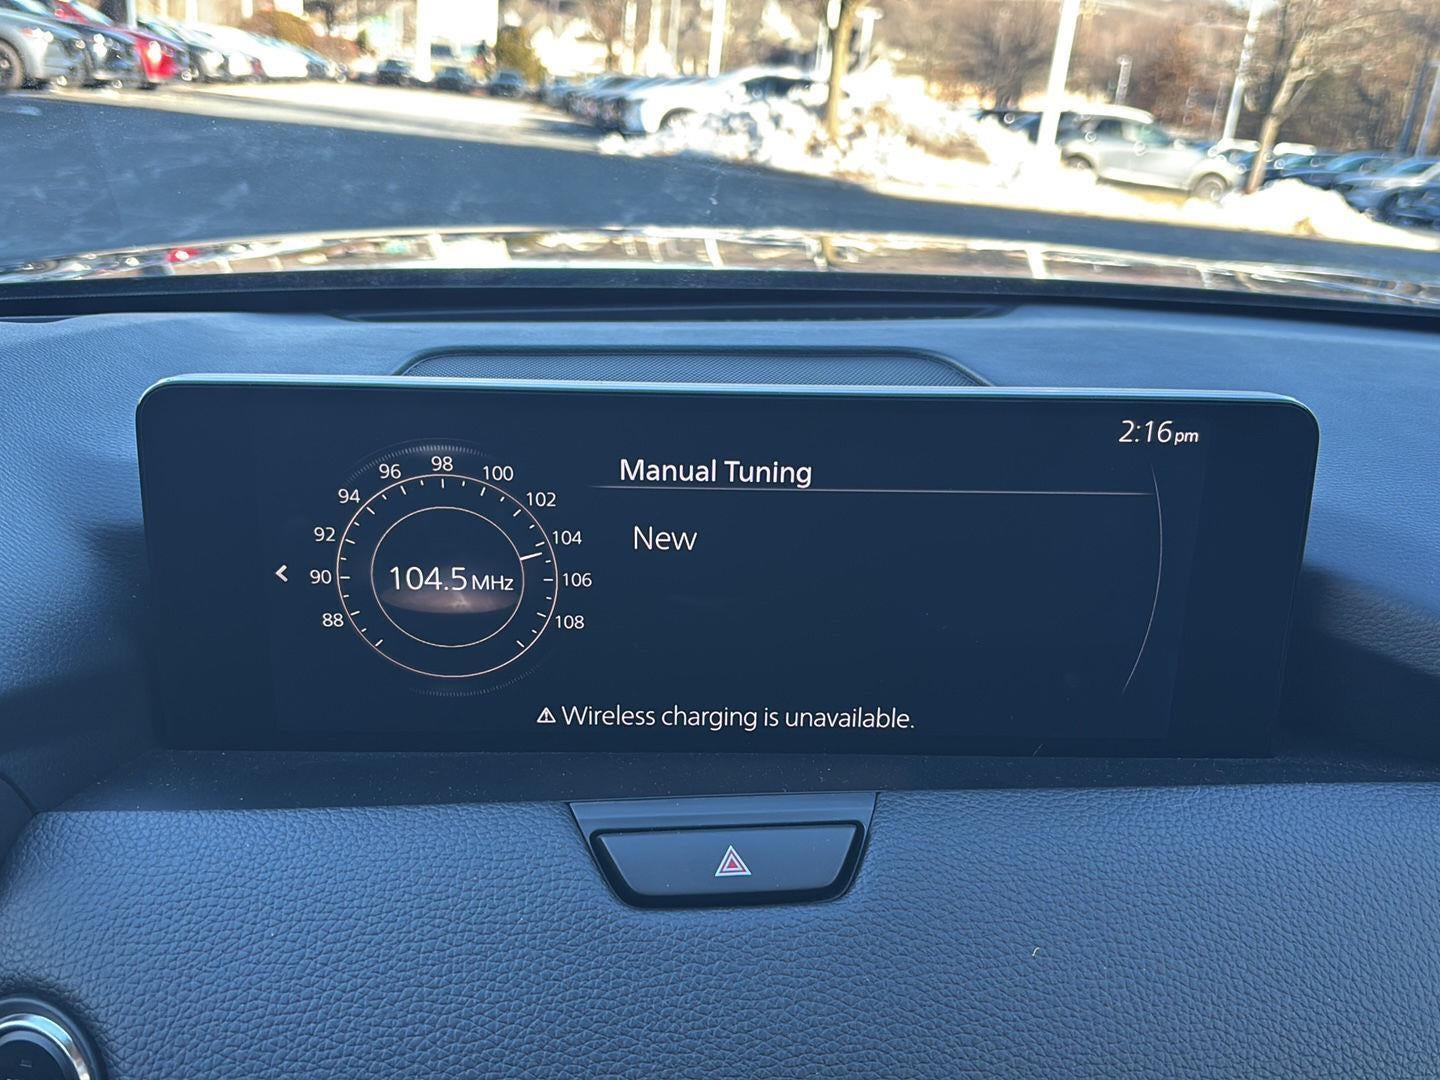 2:16pm
Manual Tuning
New
88
90
92
94
96
98
100
102
104
106
108
104.5MHz
Wireless charging is unavailable.